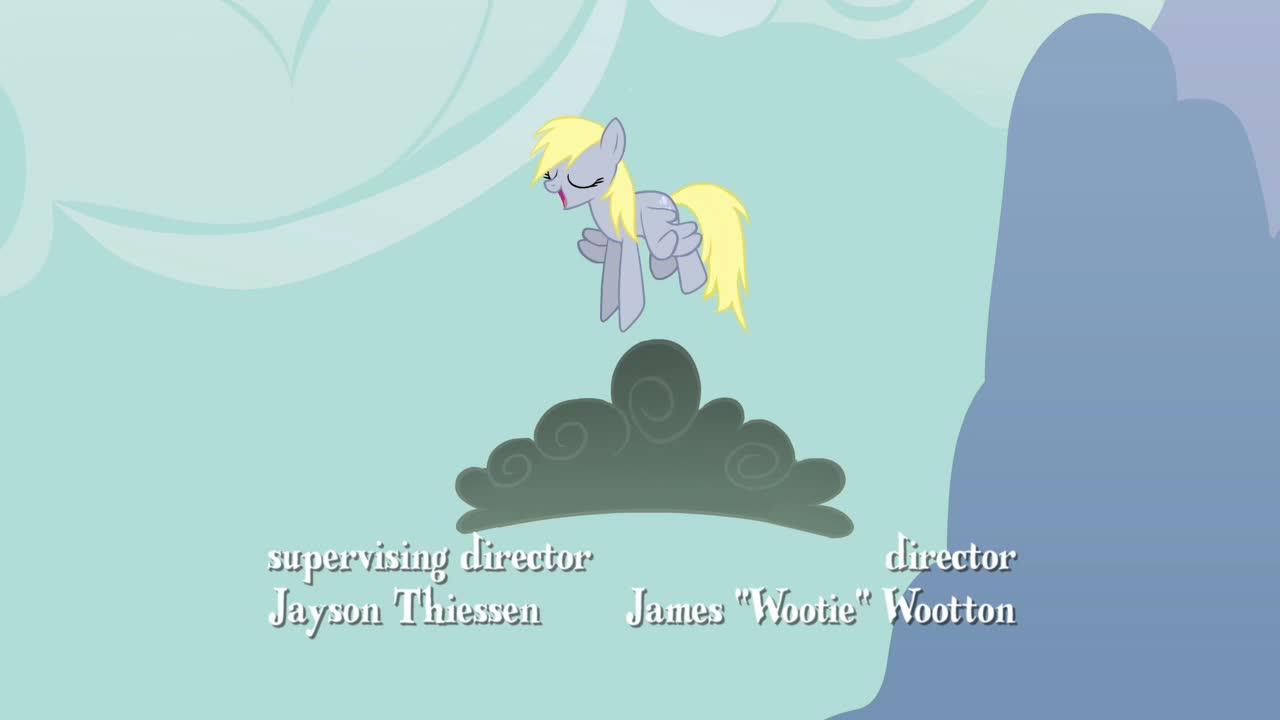 supervising director
Jayson Thiessen
director
James "Wootie" Wootton